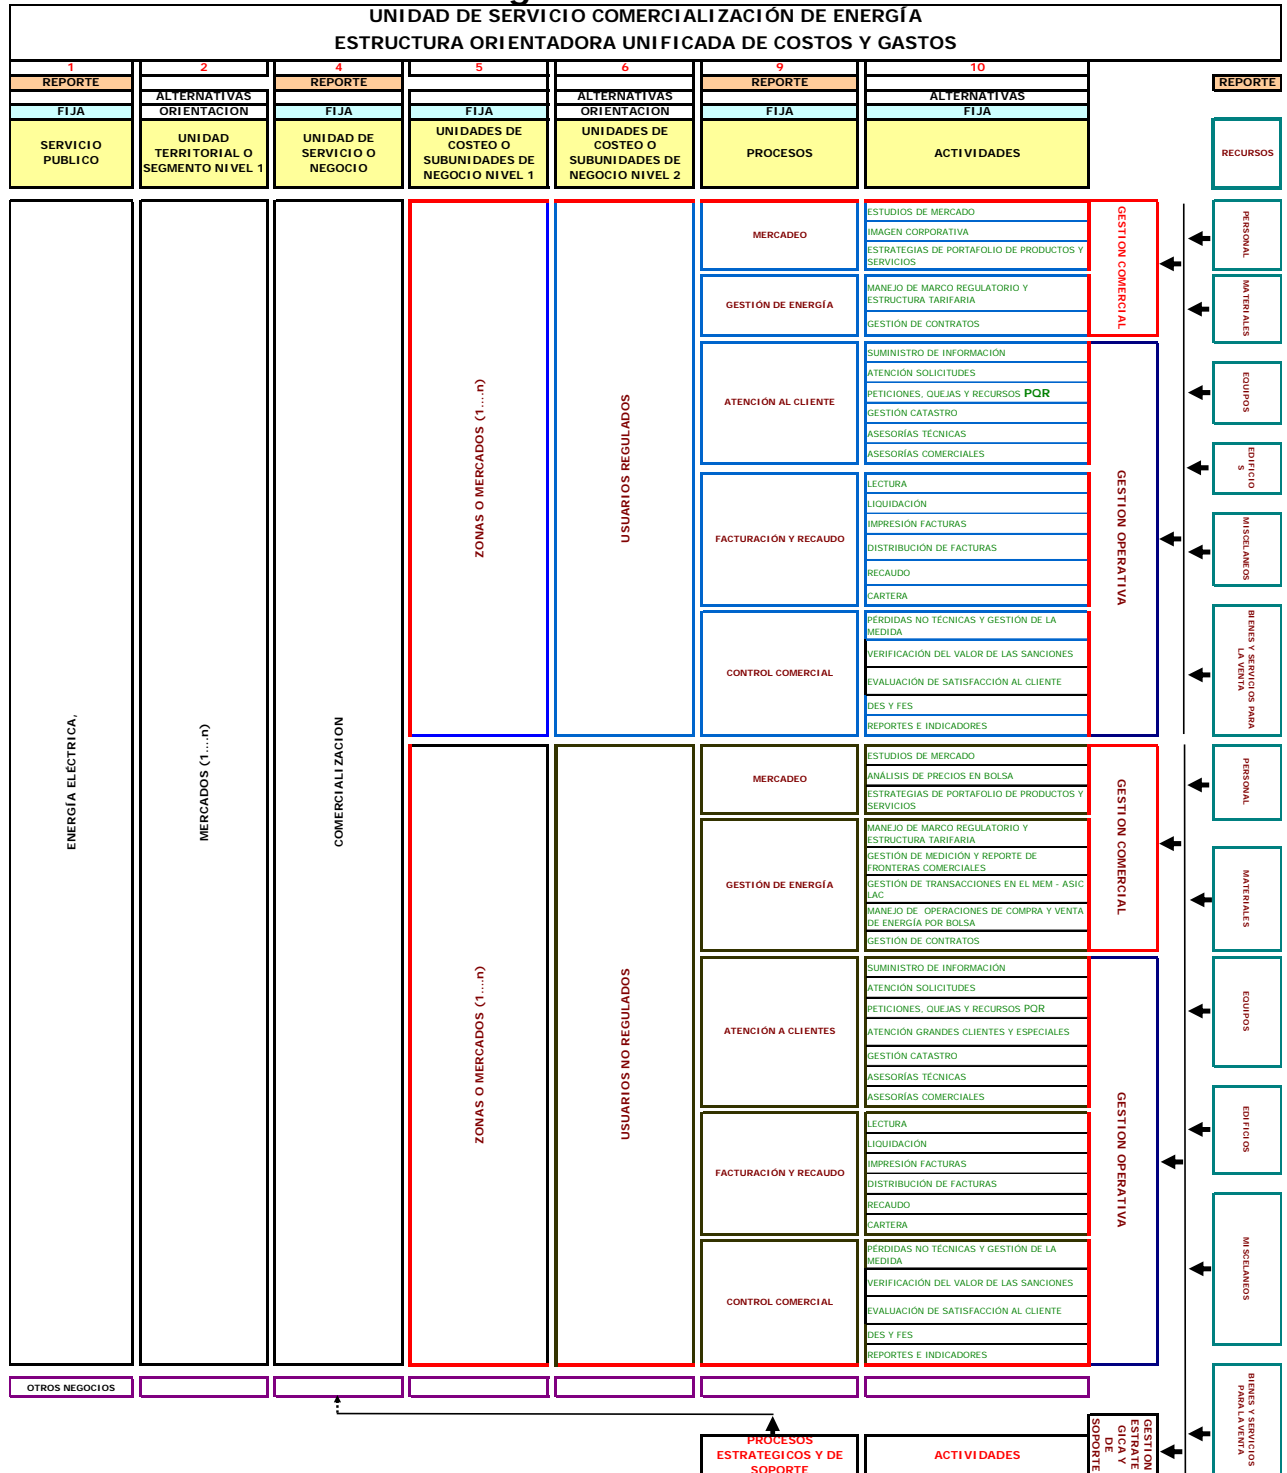 UNIDAD DE SERVICIO COMERCIALIZACIÓN DE ENERGÍA
ESTRUCTURA ORIENTADORA UNIFICADA DE COSTOS Y GASTOS
1
2
4
5
6
9
10
REPORTE
REPORTE
REPORTE
REPORTE
ALTERNATIVAS
ALTERNATIVAS
ALTERNATIVAS
FIJA
ORIENTACION
FIJA
FIJA
ORIENTACION
FIJA
FIJA
SERVICIO
PUBLICO
UNIDAD
TERRITORIAL O
SEGMENTO NIVEL 1
UNIDAD DE
SERVICIO O
NEGOCIO
UNIDADES DE
COSTEO O
SUBUNIDADES DE
NEGOCIO NIVEL 1
UNIDADES DE
COSTEO O
SUBUNIDADES DE
NEGOCIO NIVEL 2
PROCESOS
ACTIVIDADES
RECURSOS
ENERGÍA ELÉCTRICA,
MERCADOS (1....n)
COMERCIALIZACION
ZONAS O MERCADOS (1....n)
USUARIOS REGULADOS
MERCADEO
ESTUDIOS DE MERCADO
IMAGEN CORPORATIVA
ESTRATEGIAS DE PORTAFOLIO DE PRODUCTOS Y
SERVICIOS
GESTIÓN DE ENERGÍA
MANEJO DE MARCO REGULATORIO Y
ESTRUCTURA TARIFARIA
GESTIÓN DE CONTRATOS
GESTION COMERCIAL
ATENCIÓN AL CLIENTE
SUMINISTRO DE INFORMACIÓN
ATENCIÓN SOLICITUDES
PETICIONES, QUEJAS Y RECURSOS PQR
GESTIÓN CATASTRO
ASESORÍAS TÉCNICAS
ASESORÍAS COMERCIALES
FACTURACIÓN Y RECAUDO
LECTURA
LIQUIDACIÓN
IMPRESIÓN FACTURAS
DISTRIBUCIÓN DE FACTURAS
RECAUDO
CARTERA
CONTROL COMERCIAL
PÉRDIDAS NO TÉCNICAS Y GESTIÓN DE LA
MEDIDA
VERIFICACIÓN DEL VALOR DE LAS SANCIONES
EVALUACIÓN DE SATISFACCIÓN AL CLIENTE
DES Y FES
REPORTES E INDICADORES
GESTION OPERATIVA
PERSONAL
MATERIALES
EQUIPOS
EDIFICIO
S
MISCELANEOS
BIENES Y SERVICIOS PARA
LA VENTA
ZONAS O MERCADOS (1....n)
USUARIOS NO REGULADOS
MERCADEO
ESTUDIOS DE MERCADO
ANÁLISIS DE PRECIOS EN BOLSA
ESTRATEGIAS DE PORTAFOLIO DE PRODUCTOS Y
SERVICIOS
GESTIÓN DE ENERGÍA
MANEJO DE MARCO REGULATORIO Y
ESTRUCTURA TARIFARIA
GESTIÓN DE MEDICIÓN Y REPORTE DE
FRONTERAS COMERCIALES
GESTIÓN DE TRANSACCIONES EN EL MEM - ASIC
LAC
MANEJO DE OPERACIONES DE COMPRA Y VENTA
DE ENERGÍA POR BOLSA
GESTIÓN DE CONTRATOS
GESTION COMERCIAL
ATENCIÓN A CLIENTES
SUMINISTRO DE INFORMACIÓN
ATENCIÓN SOLICITUDES
PETICIONES, QUEJAS Y RECURSOS PQR
ATENCIÓN GRANDES CLIENTES Y ESPECIALES
GESTIÓN CATASTRO
ASESORÍAS TÉCNICAS
ASESORÍAS COMERCIALES
FACTURACIÓN Y RECAUDO
LECTURA
LIQUIDACIÓN
IMPRESIÓN FACTURAS
DISTRIBUCIÓN DE FACTURAS
RECAUDO
CARTERA
CONTROL COMERCIAL
PÉRDIDAS NO TÉCNICAS Y GESTIÓN DE LA
MEDIDA
VERIFICACIÓN DEL VALOR DE LAS SANCIONES
EVALUACIÓN DE SATISFACCIÓN AL CLIENTE
DES Y FES
REPORTES E INDICADORES
GESTION OPERATIVA
PERSONAL
MATERIALES
EQUIPOS
EDIFICIOS
MISCELANEOS
BIENES Y SERVICIOS
PARA LA VENTA
OTROS NEGOCIOS
PROCESOS
ESTRATEGICOS Y DE
SOPORTE
ACTIVIDADES
GESTION
ESTRATE
GICA Y
DE
SOPORTE